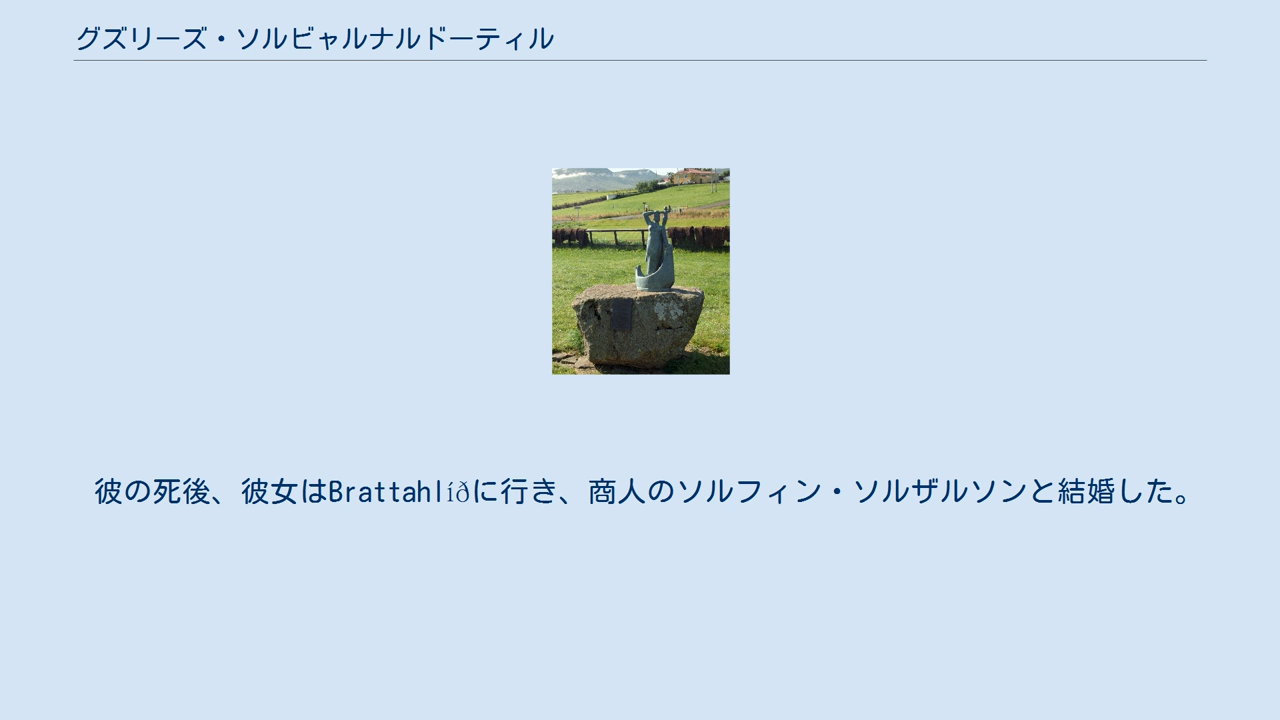 グズリーズ・ソルビャルナルドーティル
彼の死後、彼女はBrattahlíðに行き、商人のソルフィン・ソルザルソンと結婚した。